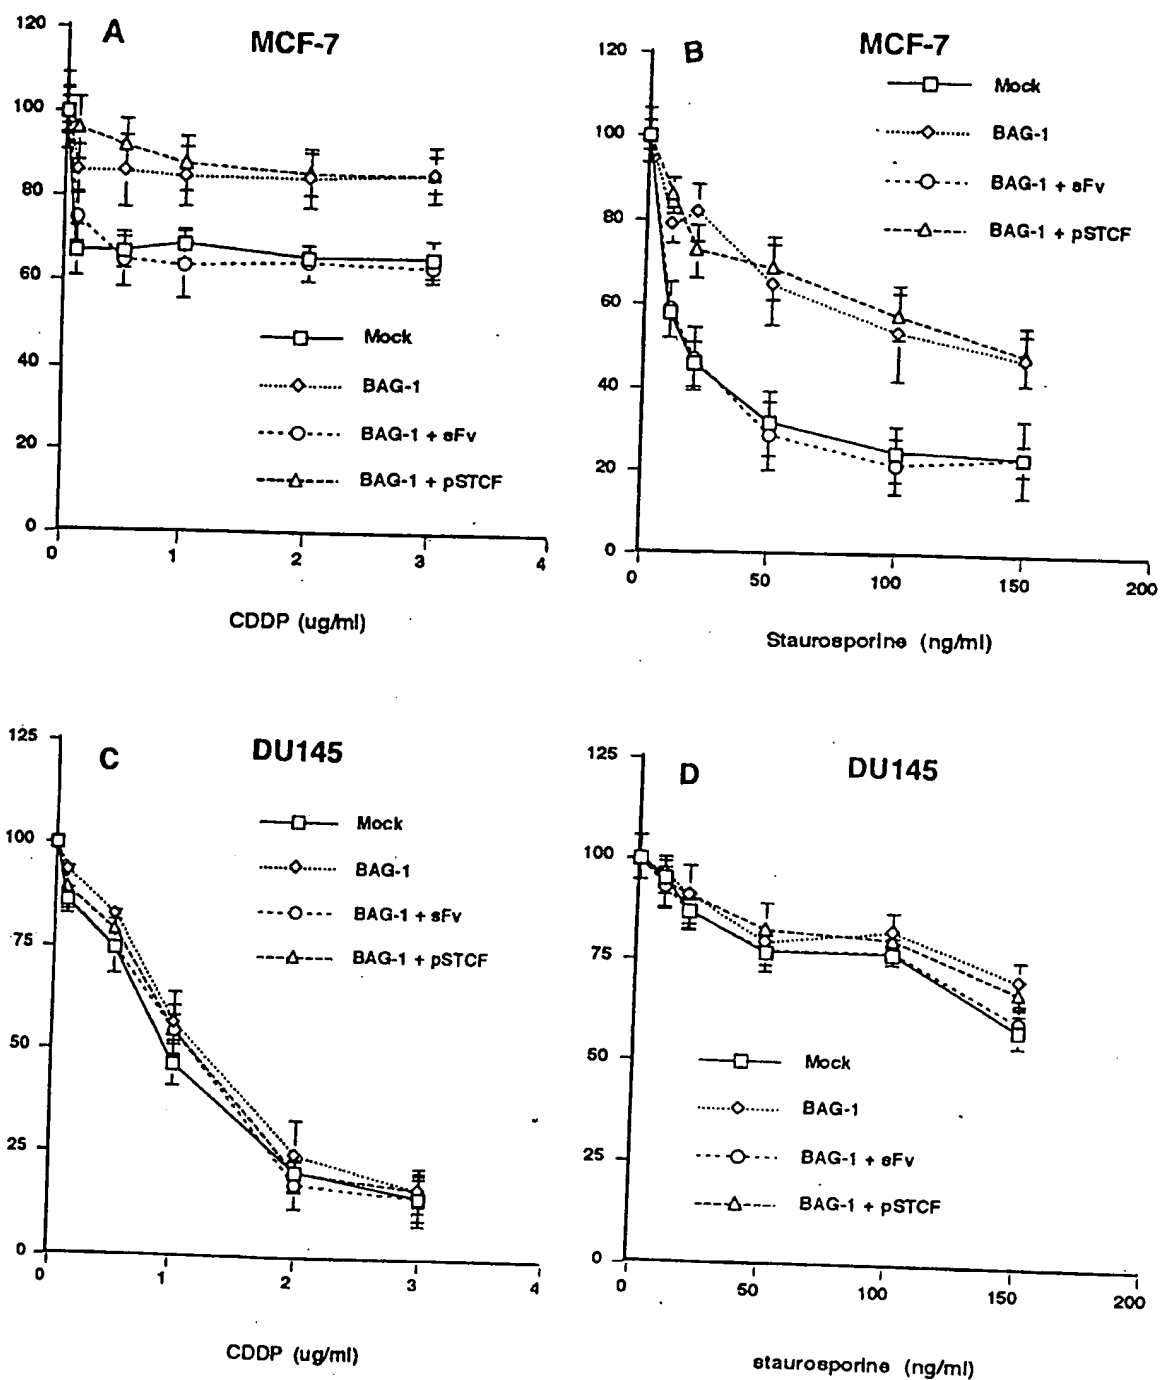 A
MCF-7
120
100
80
60
40
20
0
Mock
BAG-1
BAG-1 + sFv
BAG-1 + pSTCF
0
1
2
3
4
CDDP (ug/ml)
B
MCF-7
120
100
80
60
40
20
0
Mock
BAG-1
BAG-1 + sFv
BAG-1 + pSTCF
0
50
100
150
200
Staurosporine (ng/ml)
C
DU145
125
100
75
50
25
0
Mock
BAG-1
BAG-1 + sFv
BAG-1 + pSTCF
0
1
2
3
4
CDDP (ug/ml)
D
DU145
125
100
75
50
25
0
Mock
BAG-1
BAG-1 + sFv
BAG-1 + pSTCF
0
50
100
150
200
staurosporine (ng/ml)